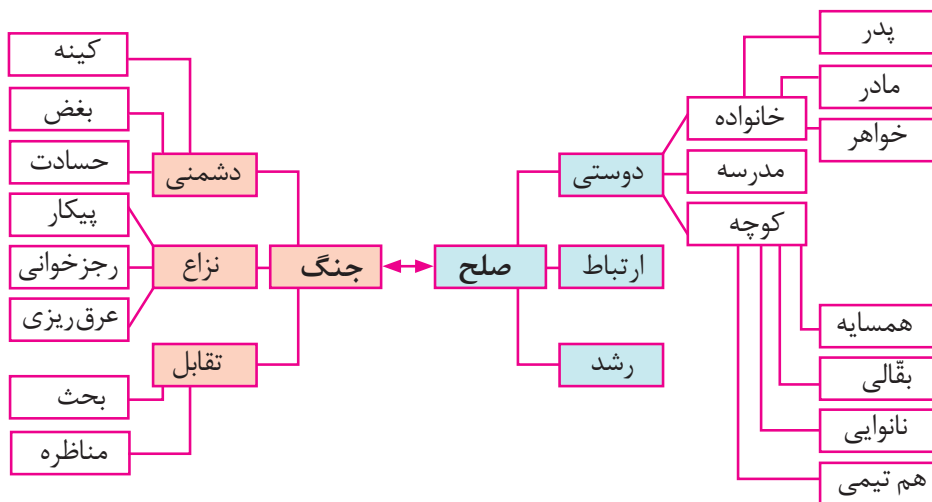 پدر
مادر
خواهر
خانواده
مدرسه
کوچه
همسایه
بقّالی
نانوایی
هم تیمی
دوستی
ارتباط
رشد
صلح
جنگ
دشمنی
نزاع
تقابل
کینه
بغض
حسادت
پیکار
رجزخوانی
عرق‌ریزی
بحث
مناظره